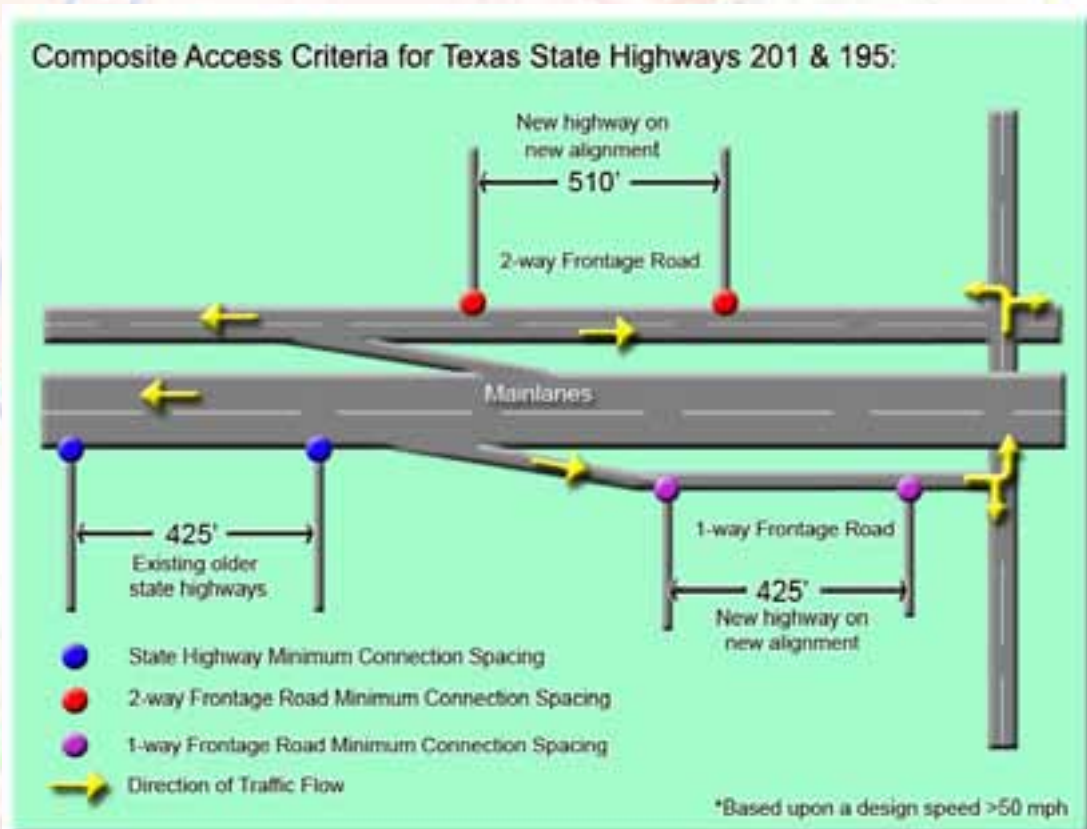 Composite Access Criteria for Texas State Highways 201 & 195:
New highway on
new alignment
510'
2-way Frontage Road
Mainlanes
425'
Existing older
state highways
1-way Frontage Road
425'
New highway on
new alignment
State Highway Minimum Connection Spacing
2-way Frontage Road Minimum Connection Spacing
1-way Frontage Road Minimum Connection Spacing
Direction of Traffic Flow
*Based upon a design speed >50 mph